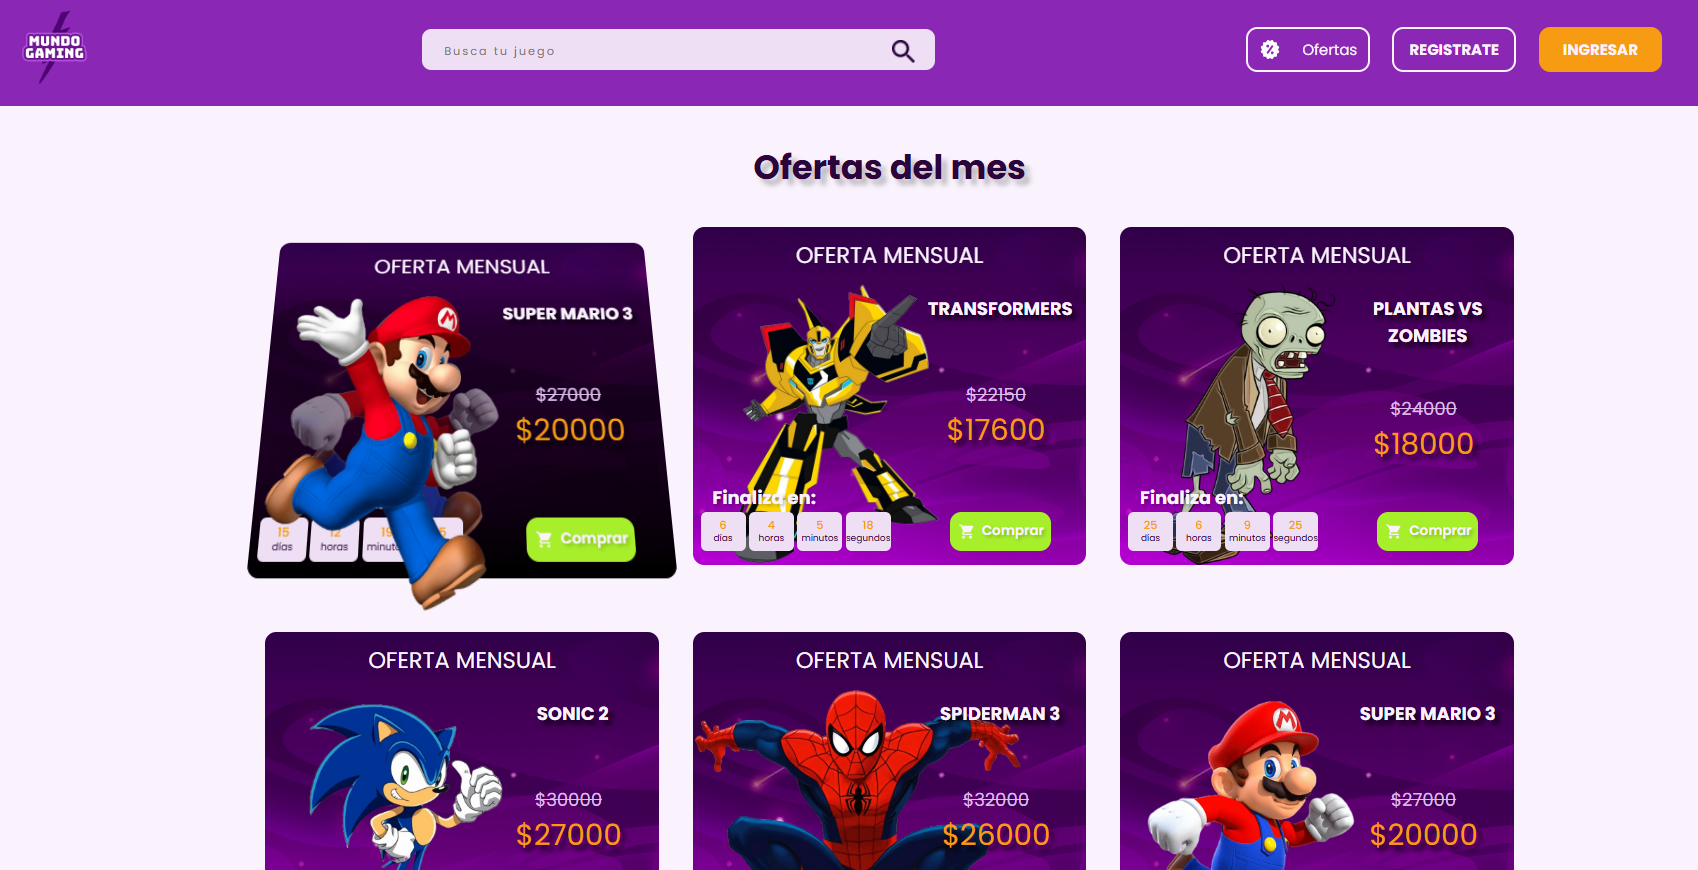 MUNDO
GAMING
Busca tu juego
Ofertas
REGISTRATE
INGRESAR
Ofertas del mes
OFERTA MENSUAL
SUPER MARIO 3
$27000
$20000
15
días
12
horas
19
5
Comprar
OFERTA MENSUAL
TRANSFORMERS
$22150
$17600
Finaliza en:
6
días
4
horas
5
minutos
18
segundos
Comprar
OFERTA MENSUAL
PLANTAS VS
ZOMBIES
$24000
$18000
Finaliza en:
25
días
6
horas
9
minutos
25
segundos
Comprar
OFERTA MENSUAL
SONIC 2
$30000
$27000
OFERTA MENSUAL
SPIDERMAN 3
$32000
$26000
OFERTA MENSUAL
SUPER MARIO 3
$27000
$20000